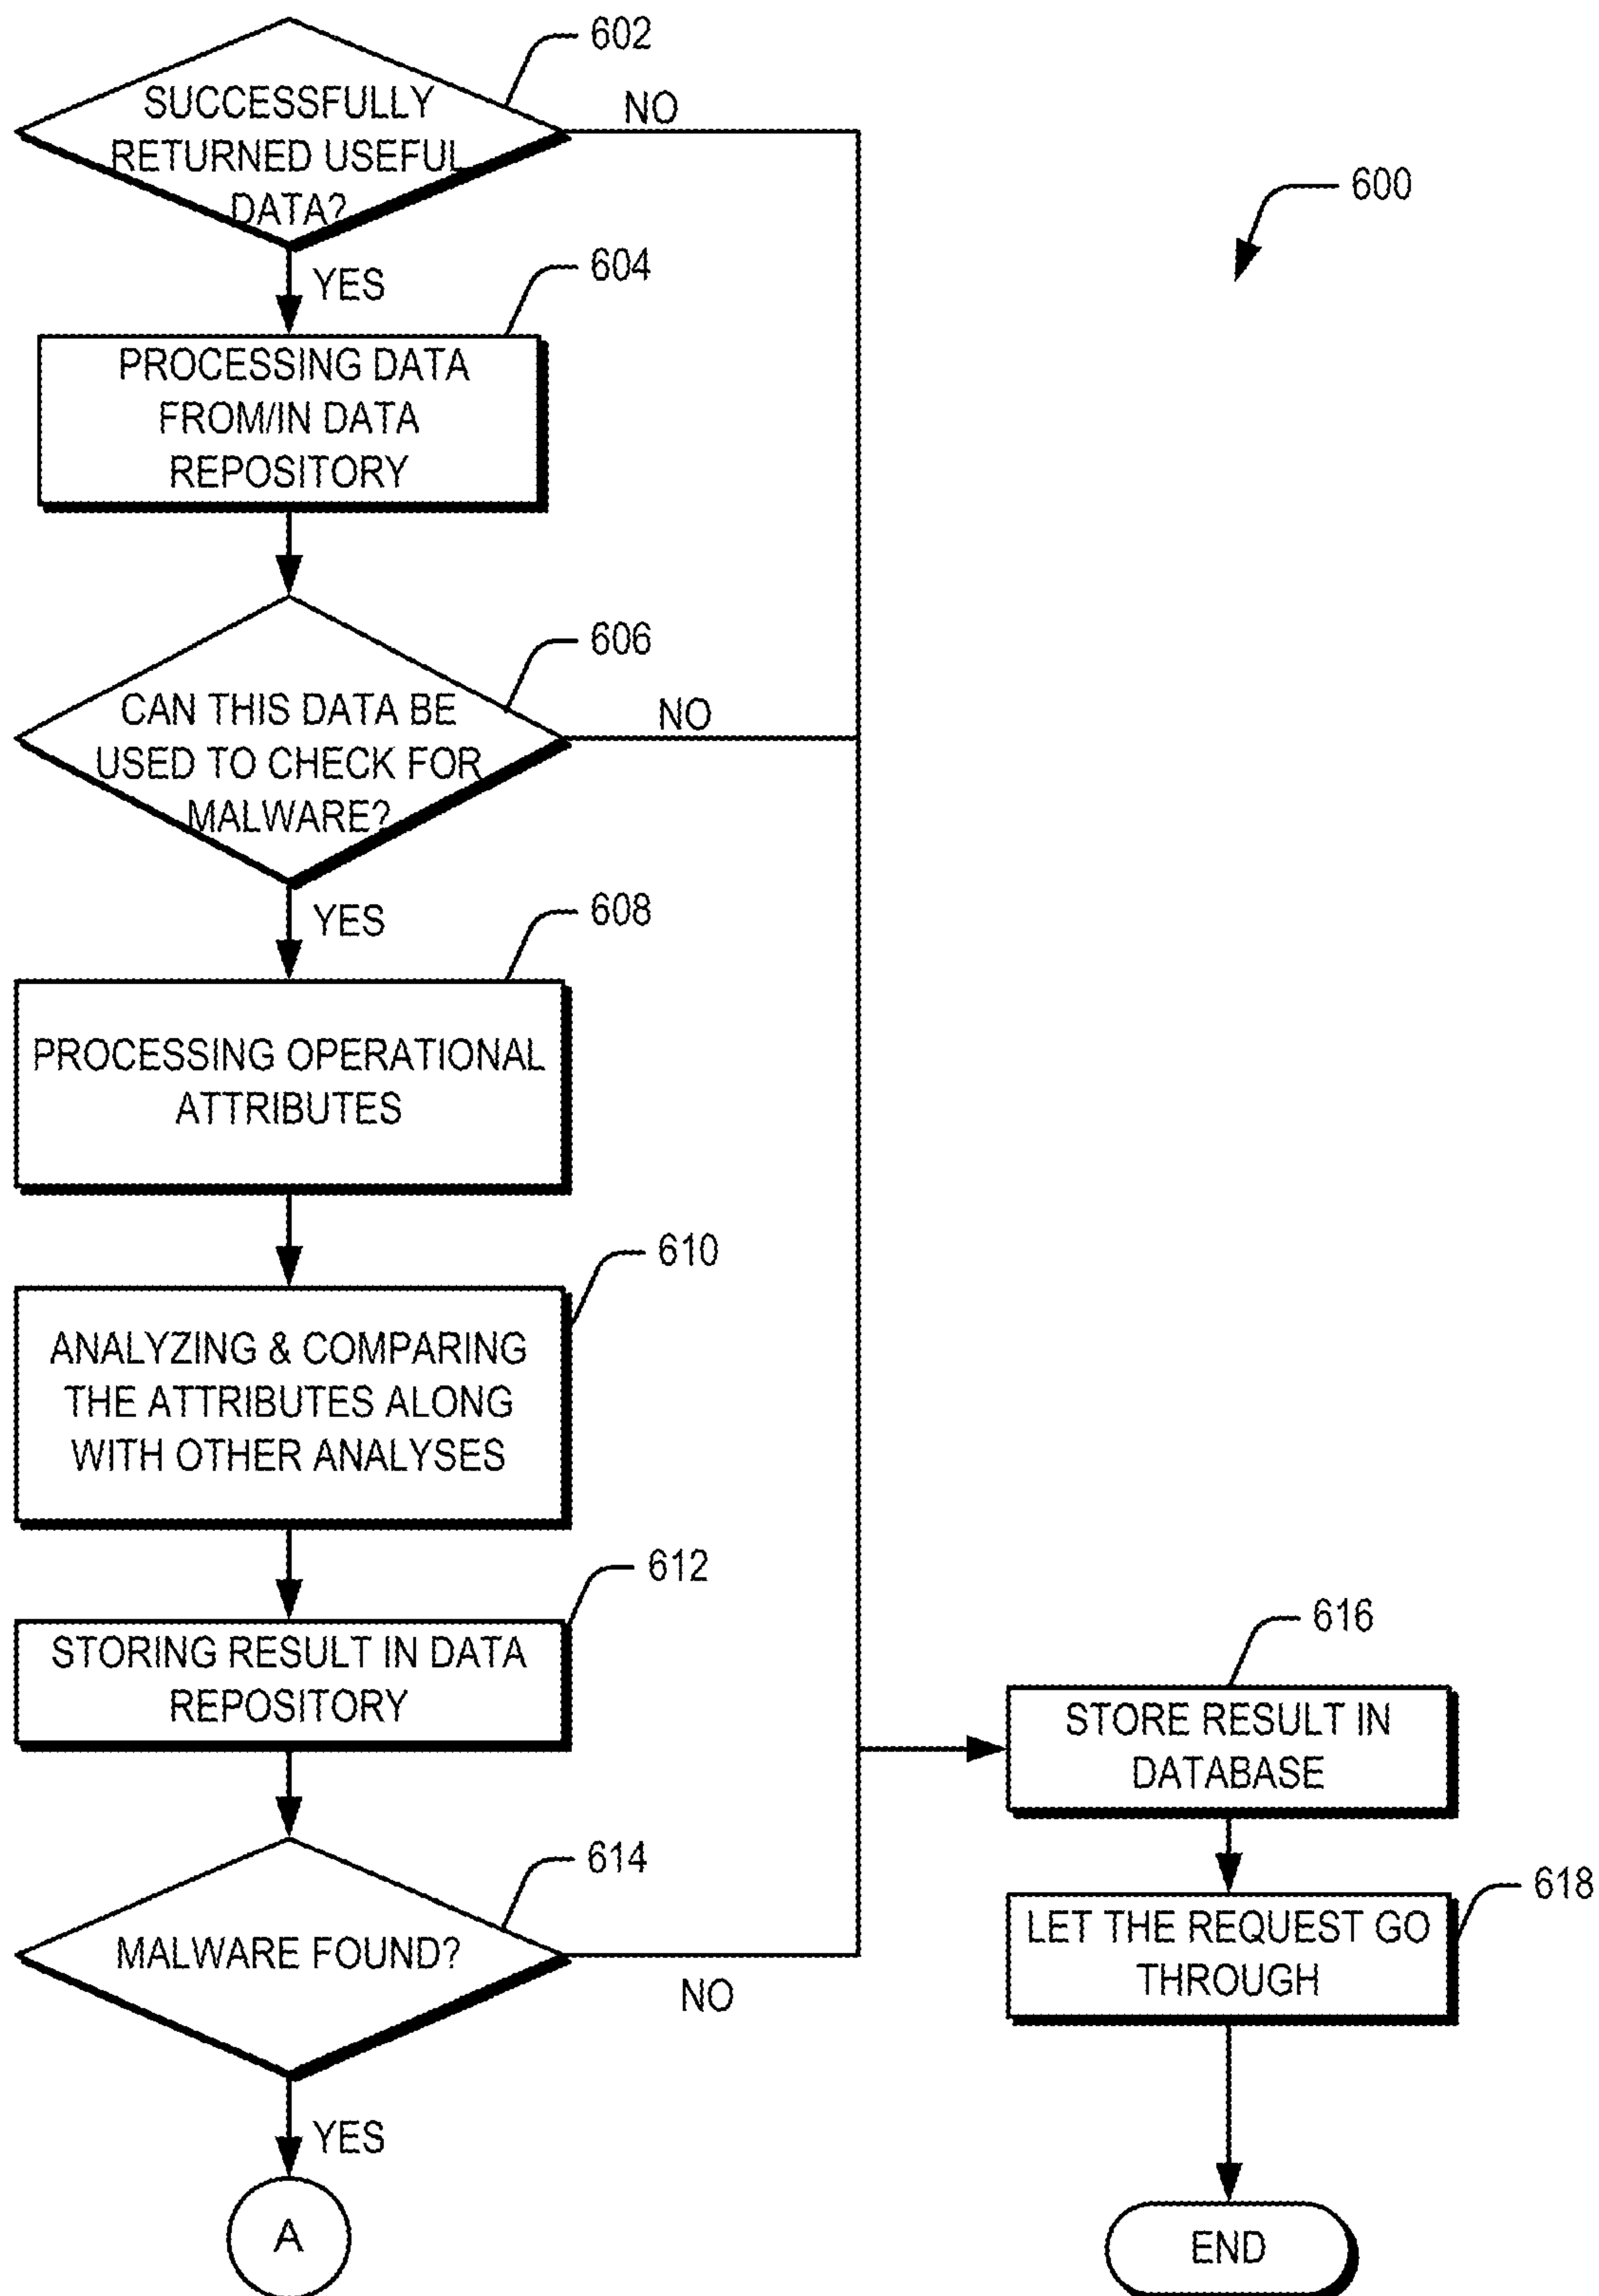 602
SUCCESSFULLY
RETURNED USEFUL
DATA?
NO
600
YES
604
PROCESSING DATA
FROM/IN DATA
REPOSITORY
606
CAN THIS DATA BE
USED TO CHECK FOR
MALWARE?
NO
YES
608
PROCESSING OPERATIONAL
ATTRIBUTES
610
ANALYZING & COMPARING
THE ATTRIBUTES ALONG
WITH OTHER ANALYSES
612
STORING RESULT IN DATA
REPOSITORY
614
MALWARE FOUND?
NO
YES
A
616
STORE RESULT IN
DATABASE
618
LET THE REQUEST GO
THROUGH
END